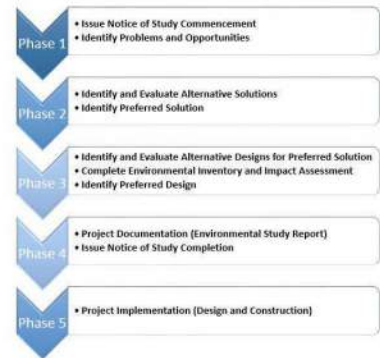 Phase 1
• Issue Notice of Study Commencement
• Identify Problems and Opportunities
Phase 2
• Identify and Evaluate Alternative Solutions
• Identify Preferred Solution
Phase 3
• Identify and Evaluate Alternative Designs for Preferred Solution
• Complete Environmental Inventory and Impact Assessment
• Identify Preferred Design
Phase 4
• Project Documentation (Environmental Study Report)
• Issue Notice of Study Completion
Phase 5
• Project Implementation (Design and Construction)